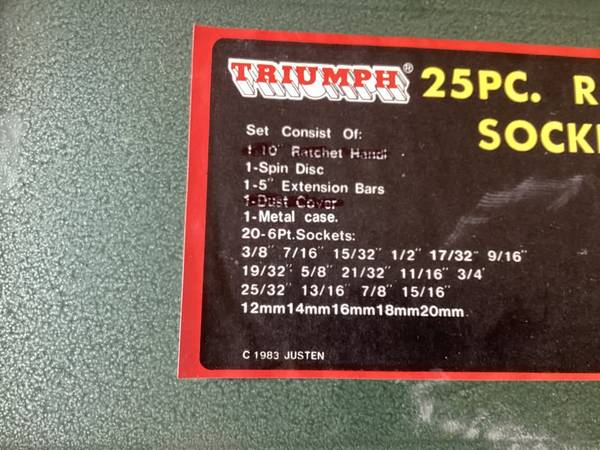 TRIUMPH® 25PC. R
SOCK
Set Consist Of:
1-10" Ratchet Handl
1-Spin Disc
1-5" Extension Bars
1-Dust Cover
1-Metal case.
20-6Pt.Sockets:
3/8" 7/16" 15/32" 1/2" 17/32" 9/16"
19/32" 5/8" 21/32" 11/16" 3/4'
25/32" 13/16" 7/8" 15/16"
12mm14mm16mm18mm20mm
C 1983 JUSTEN